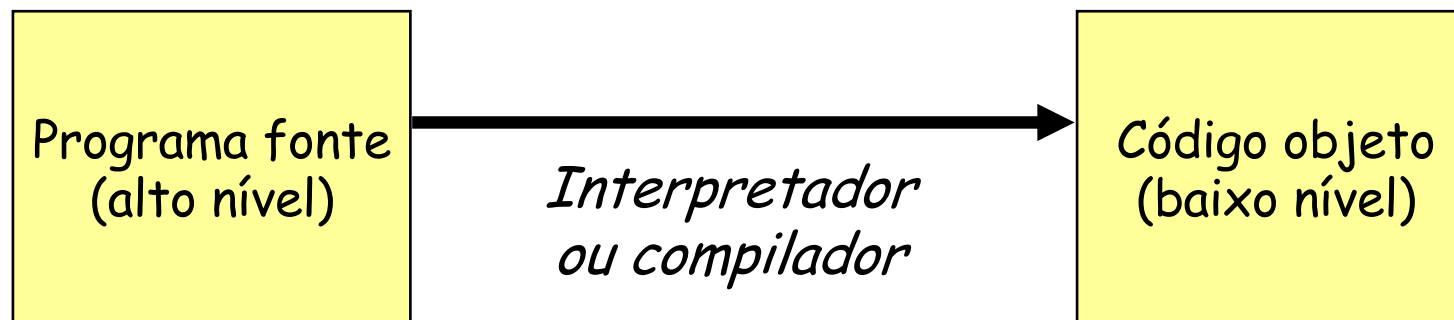 Programa fonte
(alto nível)
Interpretador
ou compilador
Código objeto
(baixo nível)